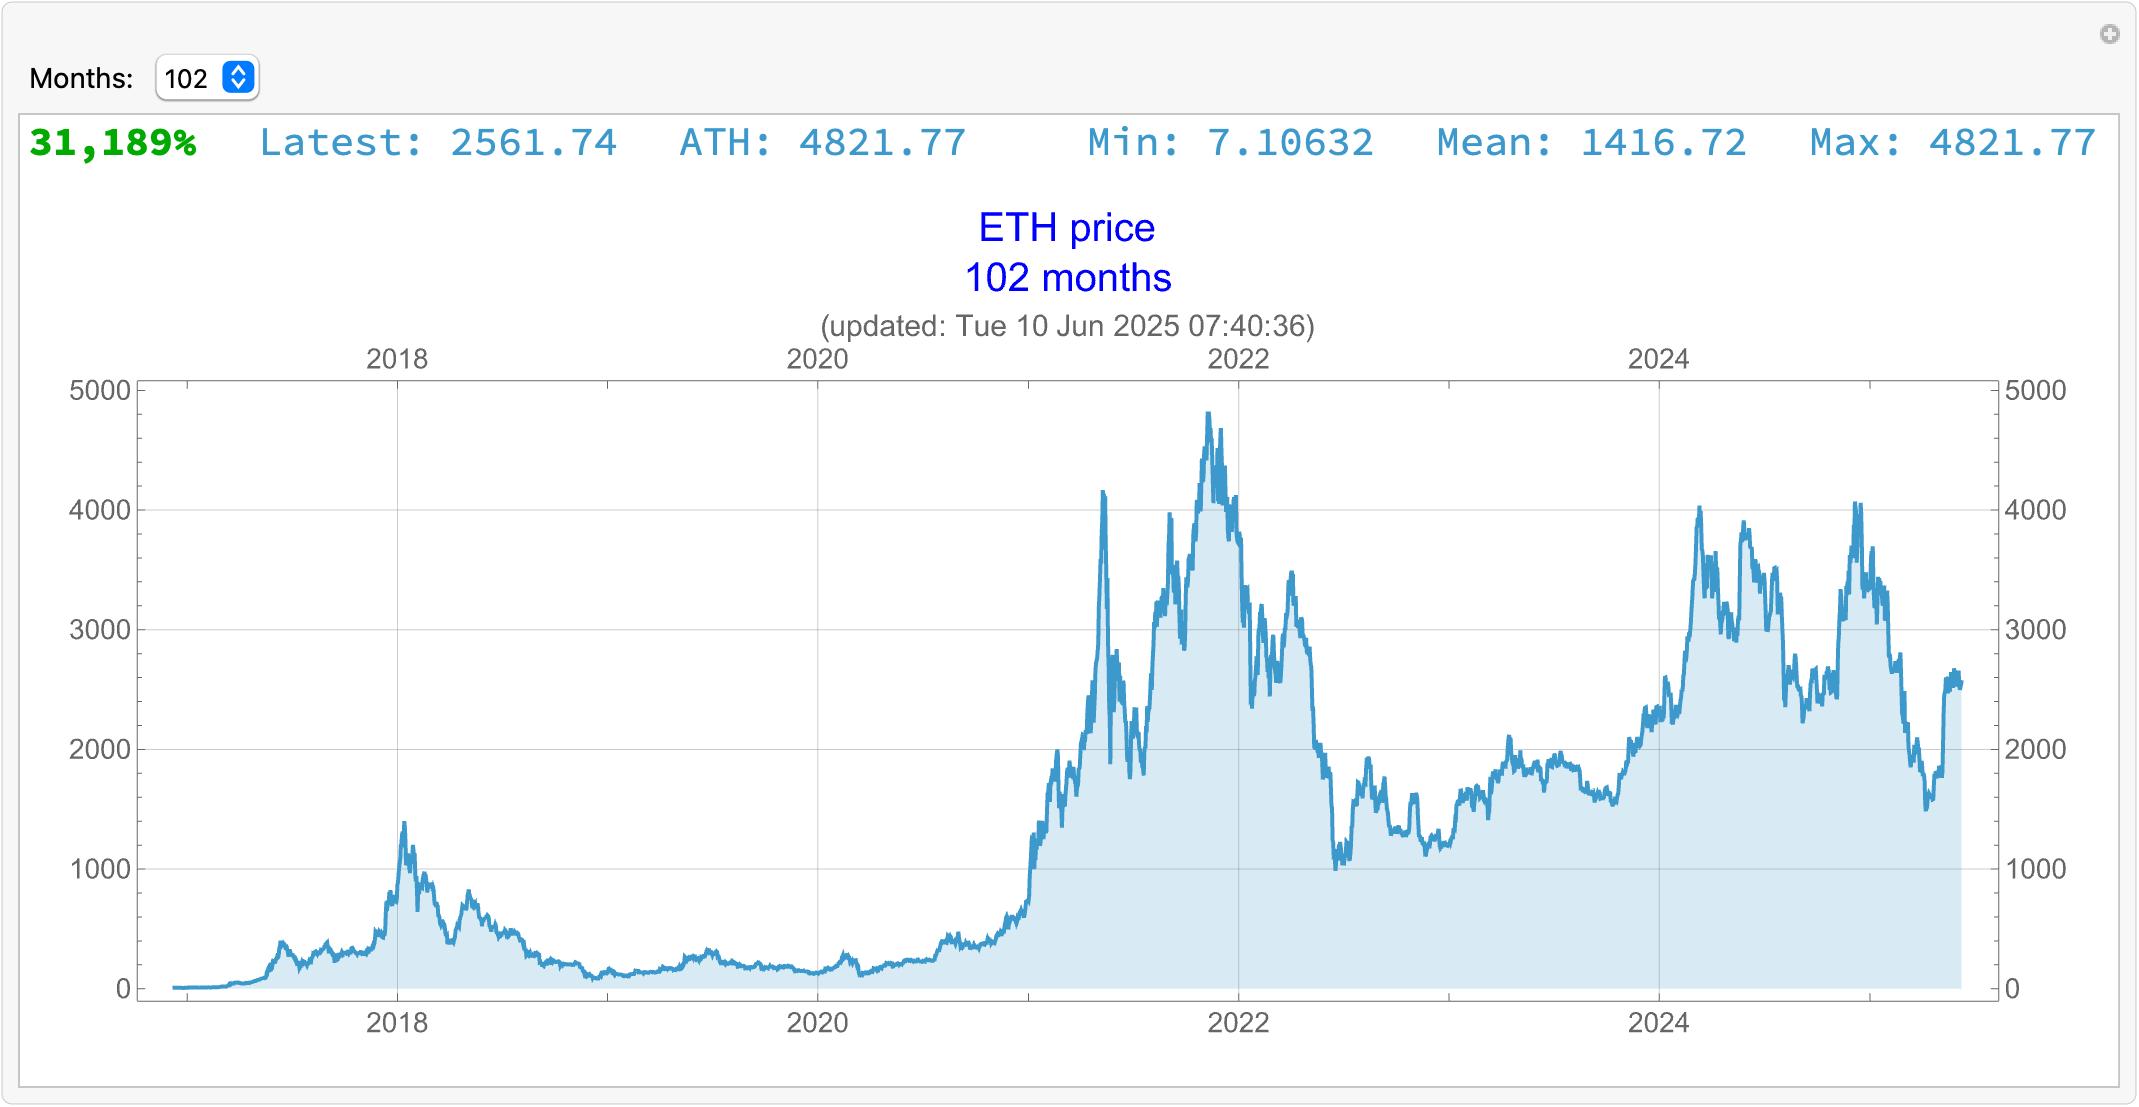 Months: 102
31,189% Latest: 2561.74 ATH: 4821.77 Min: 7.10632 Mean: 1416.72 Max: 4821.77
ETH price
102 months
(updated: Tue 10 Jun 2025 07:40:36)
2018 2020 2022 2024
5000 5000
4000 4000
3000 3000
2000 2000
1000 1000
0 0
2018 2020 2022 2024